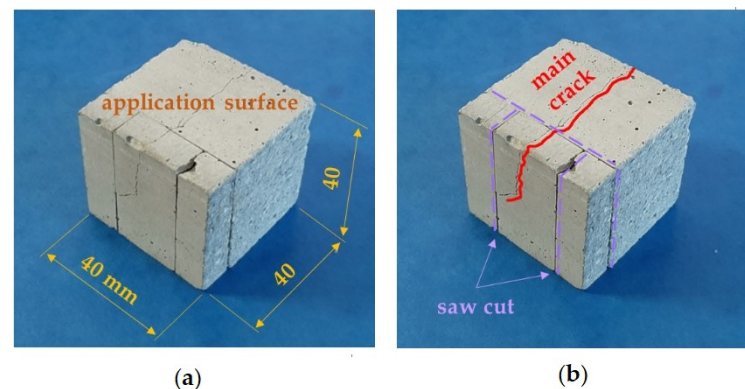 application surface
40
40 mm
40
(a)
main
crack
saw cut
(b)